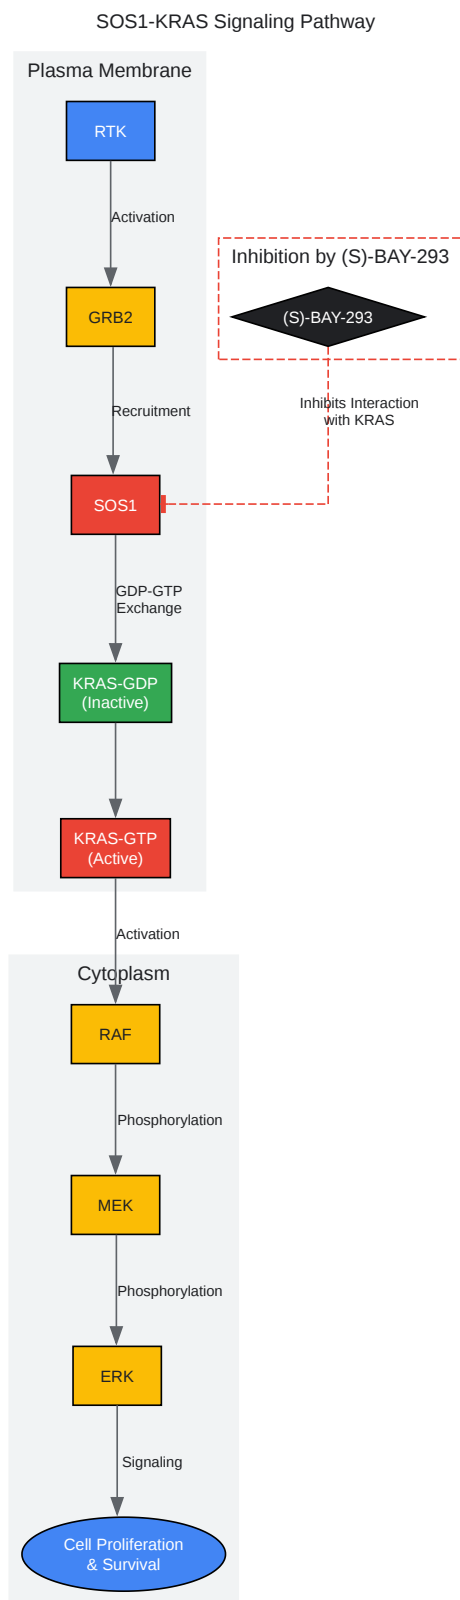 SOS1-KRAS Signaling Pathway
Plasma Membrane
RTK
Activation
Inhibition by (S)-BAY-293
GRB2
(S)-BAY-293
Recruitment
Inhibits Interaction
with KRAS
SOS1
GDP-GTP
Exchange
KRAS-GDP
(Inactive)
KRAS-GTP
(Active)
Activation
Cytoplasm
RAF
Phosphorylation
MEK
Phosphorylation
ERK
Signaling
Cell Proliferation
& Survival